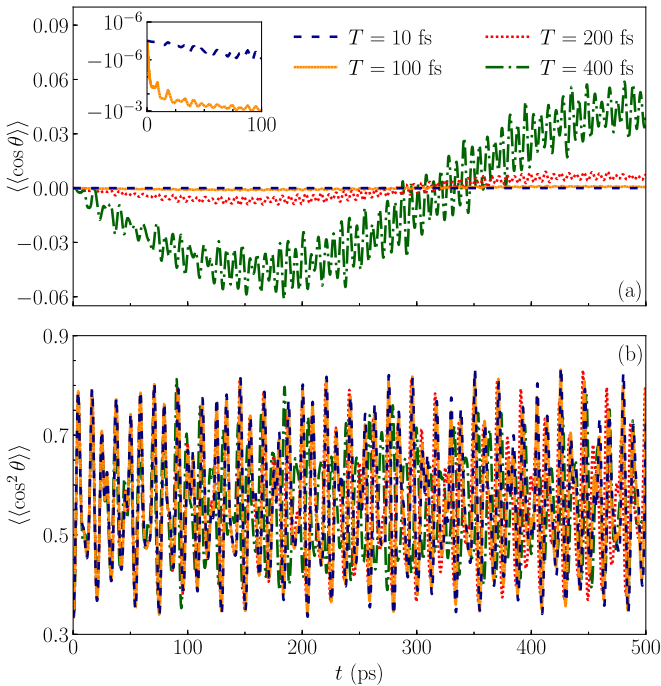 0.09
0.06
0.03
0.00
−0.03
−0.06
⟨⟨cos θ⟩⟩
10⁻⁶
−10⁻⁶
−10⁻³
0 100
T = 10 fs T = 200 fs
T = 100 fs T = 400 fs
(a)
0.9
0.7
0.5
0.3
⟨⟨cos² θ⟩⟩
(b)
0 100 200 300 400 500
t (ps)